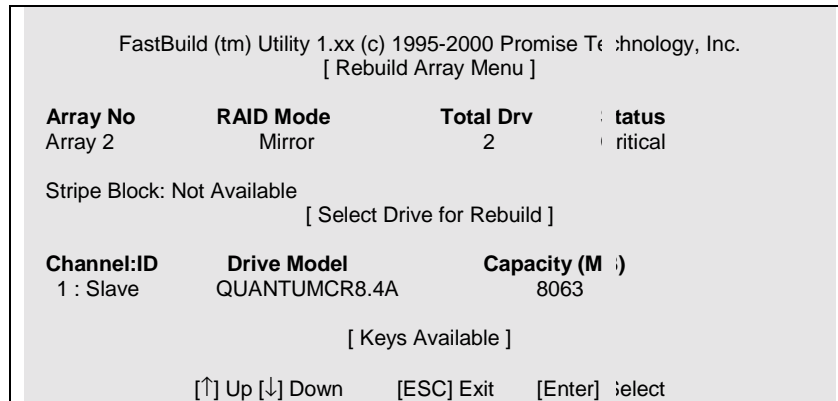 FastBuild (tm) Utility 1.xx (c) 1995-2000 Promise Technology, Inc.
[ Rebuild Array Menu ]
Array No RAID Mode Total Drv Status
Array 2 Mirror 2 Critical
Stripe Block: Not Available
[ Select Drive for Rebuild ]
Channel:ID Drive Model Capacity (MB)
1 : Slave QUANTUMCR8.4A 8063
[ Keys Available ]
[↑] Up [↓] Down [ESC] Exit [Enter] Select